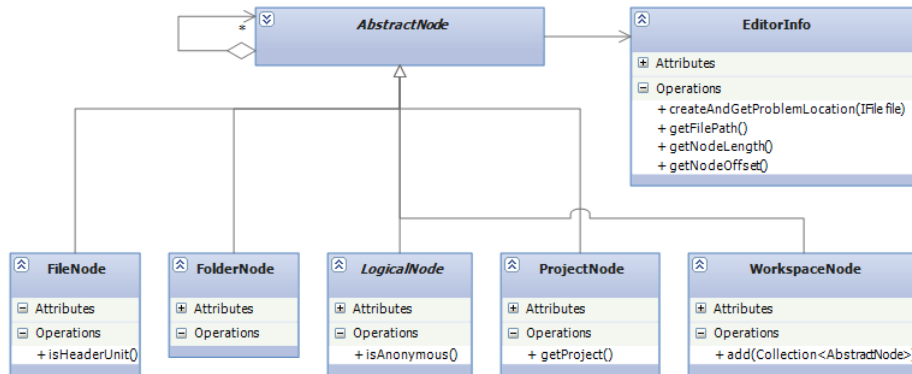 AbstractNode
*
EditorInfo
Attributes
Operations
+ createAndGetProblemLocation(IFile file)
+ getFilePath()
+ getNodeLength()
+ getNodeOffset()
FileNode
Attributes
Operations
+ isHeaderUnit()
FolderNode
Attributes
Operations
LogicalNode
Attributes
Operations
+ isAnonymous()
ProjectNode
Attributes
Operations
+ getProject()
WorkspaceNode
Attributes
Operations
+ add(Collection<AbstractNode>)